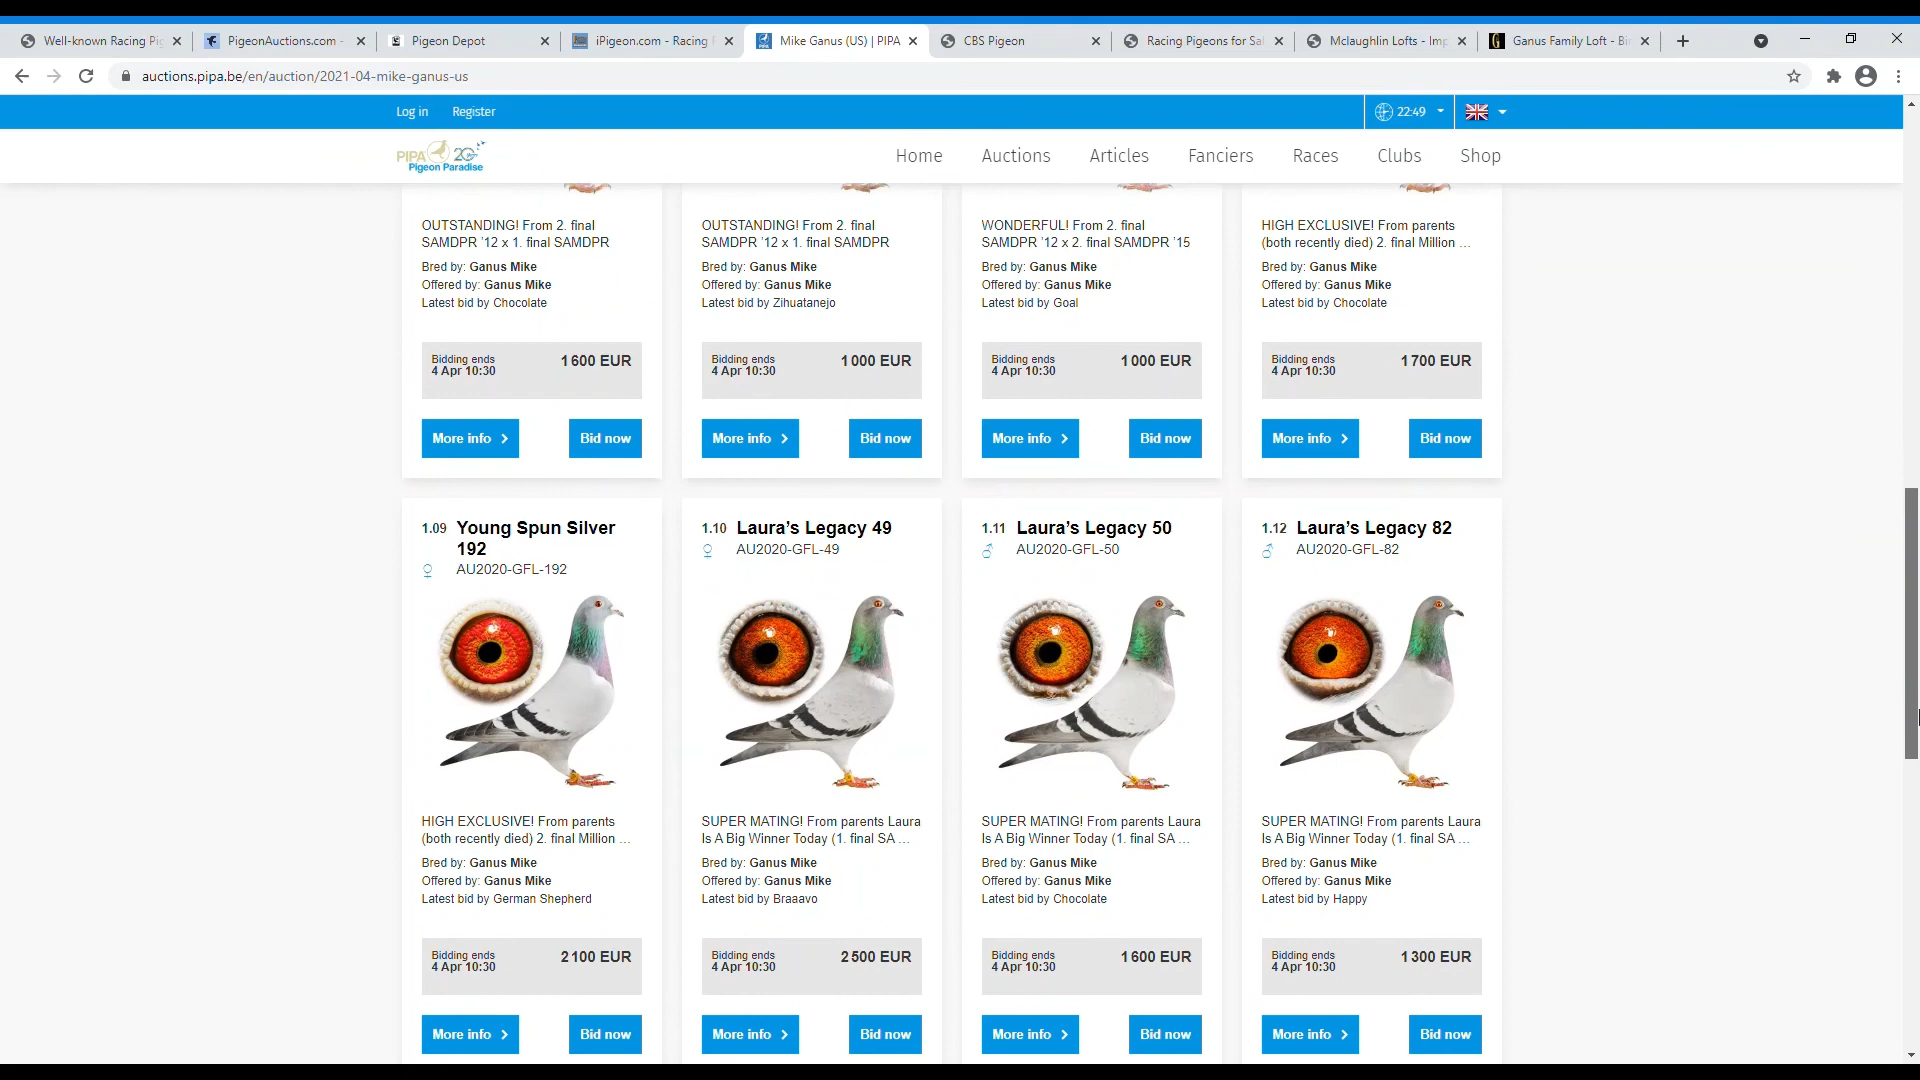 Well-known Racing Pig
PigeonAuctions.com -
Pigeon Depot
iPigeon.com - Racing
Mike Ganus (US) | PIPA
CBS Pigeon
Racing Pigeons for Sal
Mclaughlin Lofts - Imp
Ganus Family Loft - Bir
auctions.pipa.be/en/auction/2021-04-mike-ganus-us
Log in Register 22:49
PIPA 20
Pigeon Paradise
Home Auctions Articles Fanciers Races Clubs Shop
OUTSTANDING! From 2. final
SAMDPR '12 x 1. final SAMDPR
Bred by: Ganus Mike
Offered by: Ganus Mike
Latest bid by Chocolate
Bidding ends
4 Apr 10:30
1 600 EUR
More info Bid now
OUTSTANDING! From 2. final
SAMDPR '12 x 1. final SAMDPR
Bred by: Ganus Mike
Offered by: Ganus Mike
Latest bid by Zihuatanejo
Bidding ends
4 Apr 10:30
1 000 EUR
More info Bid now
WONDERFUL! From 2. final
SAMDPR '12 x 2. final SAMDPR '15
Bred by: Ganus Mike
Offered by: Ganus Mike
Latest bid by Goal
Bidding ends
4 Apr 10:30
1 000 EUR
More info Bid now
HIGH EXCLUSIVE! From parents
(both recently died) 2. final Million ...
Bred by: Ganus Mike
Offered by: Ganus Mike
Latest bid by Chocolate
Bidding ends
4 Apr 10:30
1 700 EUR
More info Bid now
1.09 Young Spun Silver
192
AU2020-GFL-192
HIGH EXCLUSIVE! From parents
(both recently died) 2. final Million ...
Bred by: Ganus Mike
Offered by: Ganus Mike
Latest bid by German Shepherd
Bidding ends
4 Apr 10:30
2 100 EUR
More info Bid now
1.10 Laura's Legacy 49
AU2020-GFL-49
SUPER MATING! From parents Laura
Is A Big Winner Today (1. final SA ...
Bred by: Ganus Mike
Offered by: Ganus Mike
Latest bid by Braaavo
Bidding ends
4 Apr 10:30
2 500 EUR
More info Bid now
1.11 Laura's Legacy 50
AU2020-GFL-50
SUPER MATING! From parents Laura
Is A Big Winner Today (1. final SA ...
Bred by: Ganus Mike
Offered by: Ganus Mike
Latest bid by Chocolate
Bidding ends
4 Apr 10:30
1 600 EUR
More info Bid now
1.12 Laura's Legacy 82
AU2020-GFL-82
SUPER MATING! From parents Laura
Is A Big Winner Today (1. final SA ...
Bred by: Ganus Mike
Offered by: Ganus Mike
Latest bid by Happy
Bidding ends
4 Apr 10:30
1 300 EUR
More info Bid now